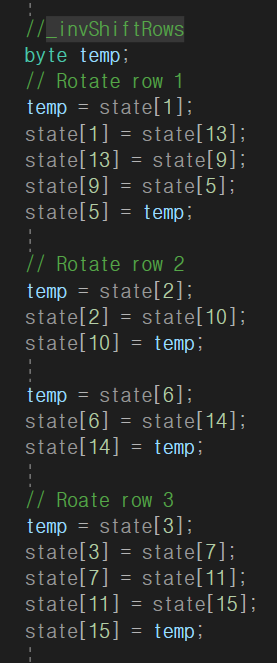 //_invShiftRows
byte temp;
// Rotate row 1
temp = state[1];
state[1] = state[13];
state[13] = state[9];
state[9] = state[5];
state[5] = temp;
// Rotate row 2
temp = state[2];
state[2] = state[10];
state[10] = temp;
temp = state[6];
state[6] = state[14];
state[14] = temp;
// Roate row 3
temp = state[3];
state[3] = state[7];
state[7] = state[11];
state[11] = state[15];
state[15] = temp;